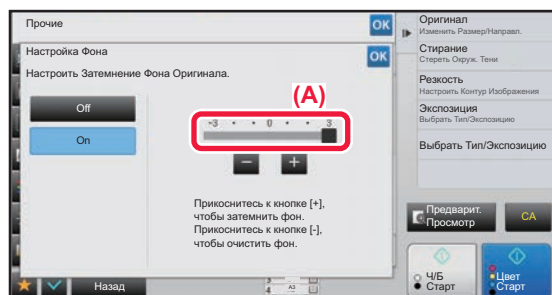 Прочие
OK
Настройка Фона
OK
Настроить Затемнение Фона Оригинала.
Off
On
(A)
-3 • • 0 • • 3
Прикоснитесь к кнопке [+],
чтобы затемнить фон.
Прикоснитесь к кнопке [-],
чтобы очистить фон.
Назад
A3
4
Оригинал
Изменить Размер/Направл.
Стирание
Стереть Окруж. Тени
Резкость
Настроить Контур Изображения
Экспозиция
Выбрать Тип/Экспозицию
Выбрать Тип/Экспозицию
Предварит.
Просмотр
CA
Ч/Б
Старт
Цвет
Старт